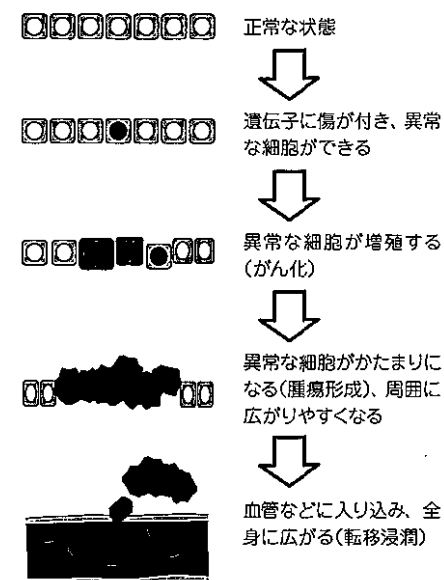 正常な状態
遺伝子に傷が付き、異常
な細胞ができる
異常な細胞が増殖する
(がん化)
異常な細胞がかたまりに
なる(腫瘍形成)、周囲に
広がりやすくなる
血管などに入り込み、全
身に広がる(転移浸潤)